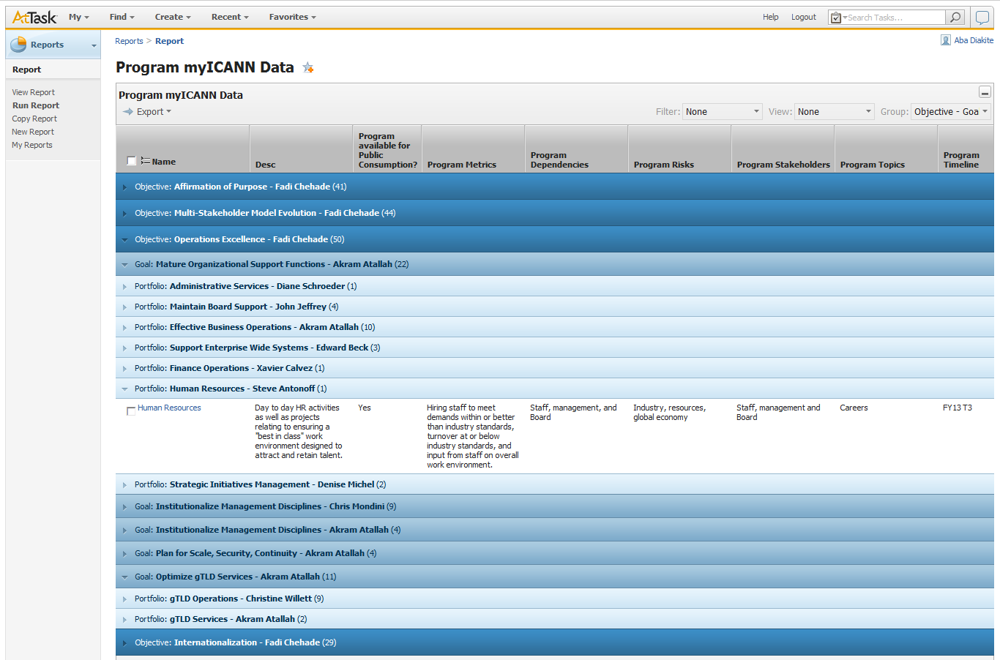 AtTask My Find Create Recent Favorites Help Logout Search Tasks...
Reports
Reports > Report
Aba Diakite
Report
View Report
Run Report
Copy Report
New Report
My Reports
Program myICANN Data
Program myICANN Data
Export Filter: None View: None Group: Objective - Goa
Name
Desc
Program
available for
Public
Consumption?
Program Metrics
Program
Dependencies
Program Risks
Program Stakeholders
Program Topics
Program
Timeline
Objective: Affirmation of Purpose - Fadi Chehade (41)
Objective: Multi-Stakeholder Model Evolution - Fadi Chehade (44)
Objective: Operations Excellence - Fadi Chehade (50)
Goal: Mature Organizational Support Functions - Akram Atallah (22)
Portfolio: Administrative Services - Diane Schroeder (1)
Portfolio: Maintain Board Support - John Jeffrey (4)
Portfolio: Effective Business Operations - Akram Atallah (10)
Portfolio: Support Enterprise Wide Systems - Edward Beck (3)
Portfolio: Finance Operations - Xavier Calvez (1)
Portfolio: Human Resources - Steve Antonoff (1)
Human Resources
Day to day HR activities
as well as projects
relating to ensuring a
"best in class" work
environment designed to
attract and retain talent.
Yes
Hiring staff to meet
demands within or better
than industry standards,
turnover at or below
industry standards, and
input from staff on overall
work environment.
Staff, management, and
Board
Industry, resources,
global economy
Staff, management and
Board
Careers
FY13 T3
Portfolio: Strategic Initiatives Management - Denise Michel (2)
Goal: Institutionalize Management Disciplines - Chris Mondini (9)
Goal: Institutionalize Management Disciplines - Akram Atallah (4)
Goal: Plan for Scale, Security, Continuity - Akram Atallah (4)
Goal: Optimize gTLD Services - Akram Atallah (11)
Portfolio: gTLD Operations - Christine Willett (9)
Portfolio: gTLD Services - Akram Atallah (2)
Objective: Internationalization - Fadi Chehade (29)